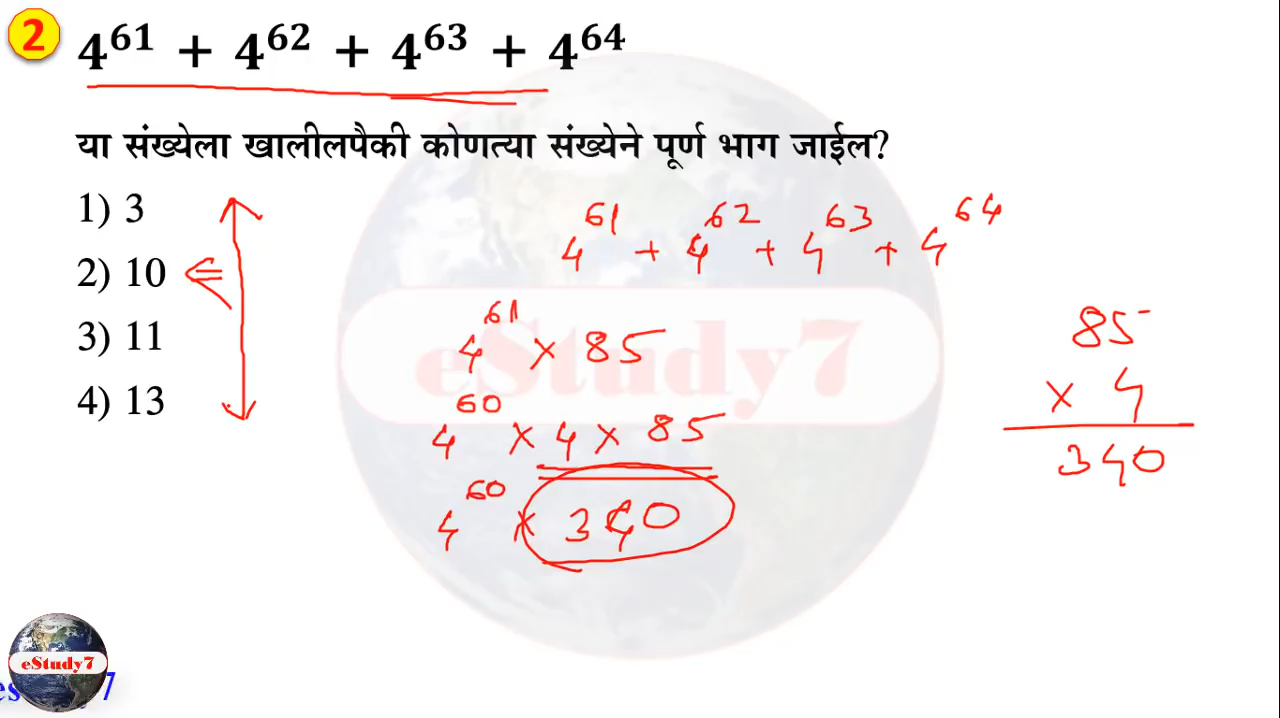 2
4^61 + 4^62 + 4^63 + 4^64
या संख्येला खालीलपैकी कोणत्या संख्येने पूर्ण भाग जाईल?
1) 3
2) 10
3) 11
4) 13
4^61 + 4^62 + 4^63 + 4^64
4^61 × 85
4^60 × 4 × 85
4^60 × 340
85
× 4
340
eStudy7
eStudy7
es 7